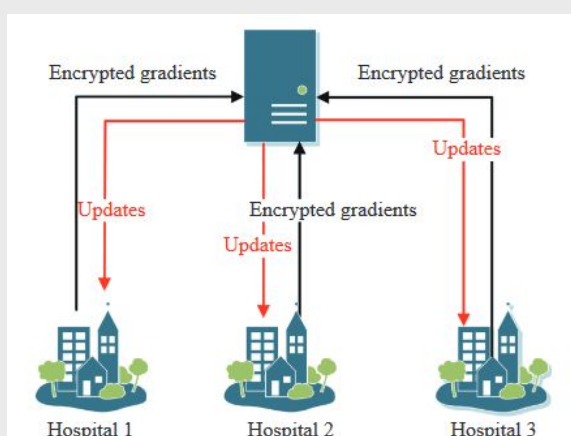 Encrypted gradients
Encrypted gradients
Updates
Updates
Encrypted gradients
Updates
Hospital 1
Hospital 2
Hospital 3